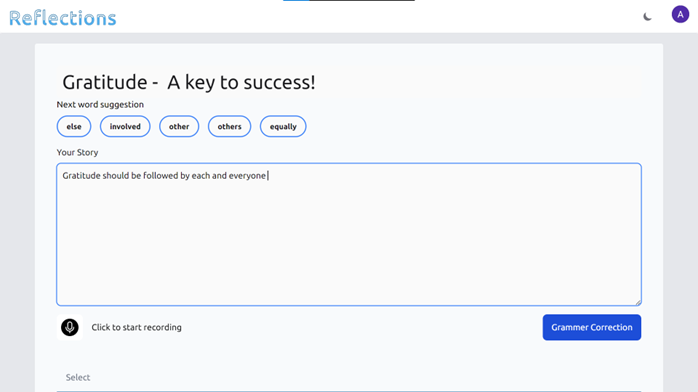 Reflections
A
Gratitude - A key to success!
Next word suggestion
else involved other others equally
Your Story
Gratitude should be followed by each and everyone
Click to start recording
Grammer Correction
Select